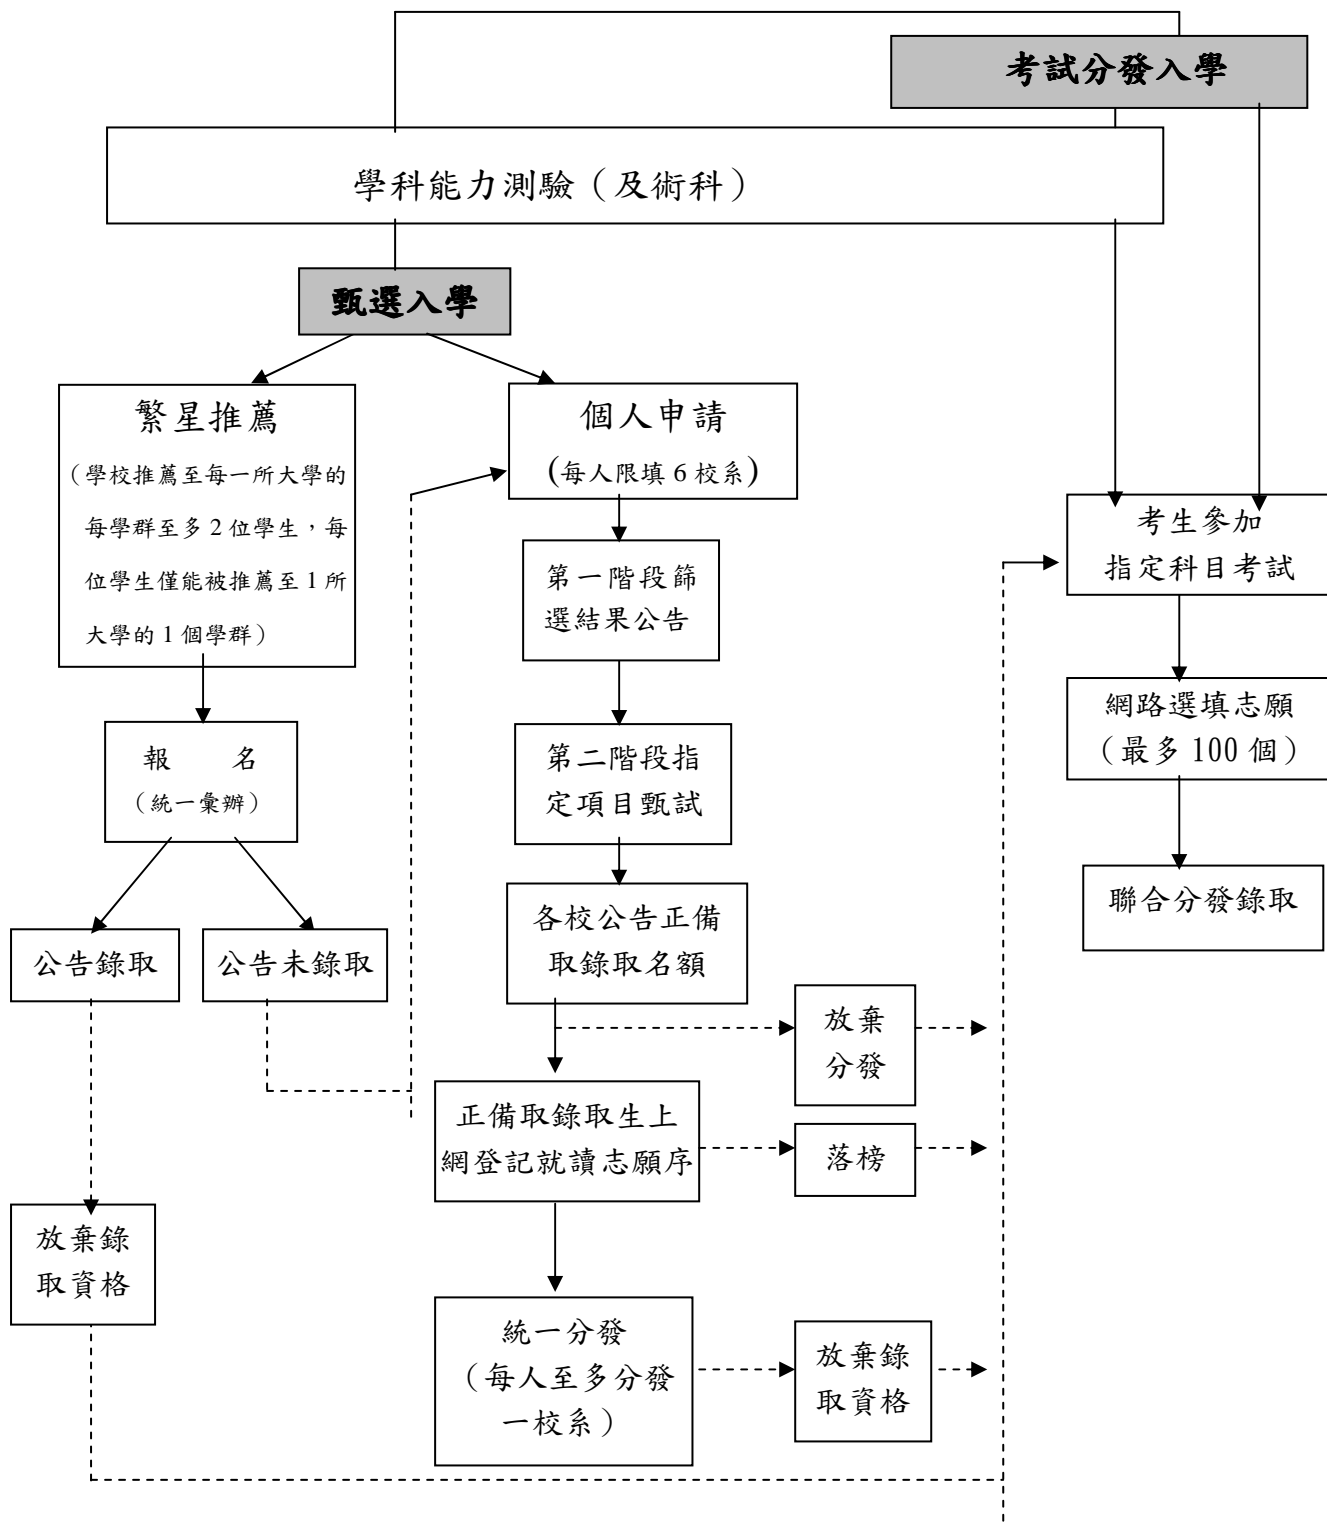 考試分發入學
學科能力測驗（及術科）
甄選入學
繁星推薦
（學校推薦至每一所大學的
每學群至多 2 位學生，每
位學生僅能被推薦至 1 所
大學的 1 個學群）
個人申請
(每人限填 6 校系)
考生參加
指定科目考試
第一階段篩
選結果公告
網路選填志願
（最多 100 個）
報　　名
（統一彙辦）
第二階段指
定項目甄試
聯合分發錄取
公告錄取
公告未錄取
各校公告正備
取錄取名額
放棄
分發
正備取錄取生上
網登記就讀志願序
落榜
放棄錄
取資格
統一分發
（每人至多分發
一校系）
放棄錄
取資格